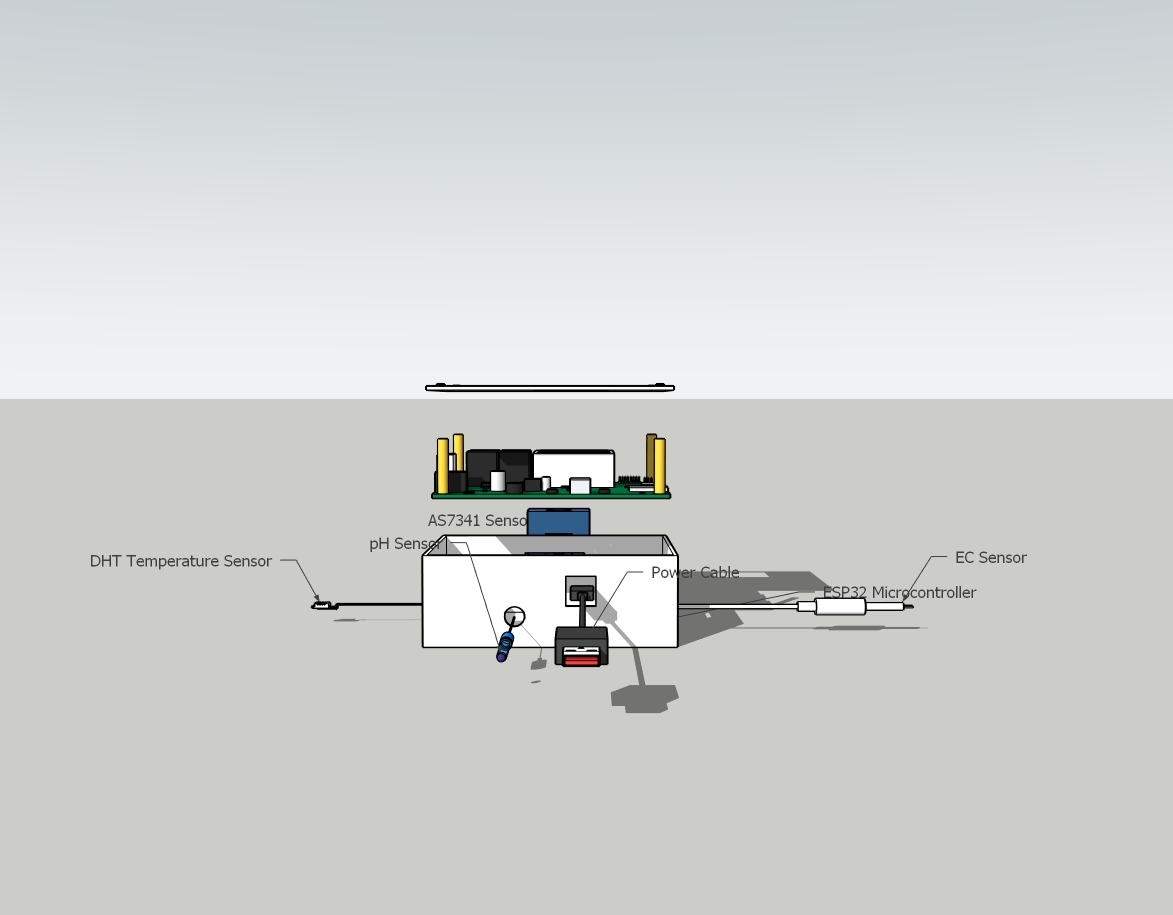 AS7341 Senso
pH Sensor
DHT Temperature Sensor
EC Sensor
Power Cable
ESP32 Microcontroller